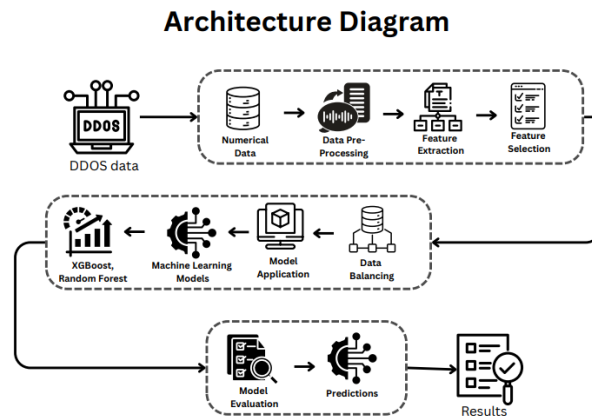 Architecture Diagram
DDOS
DDOS data
Numerical
Data
Data Pre-
Processing
T
Feature
Extraction
Feature
Selection
XGBoost,
Random Forest
Machine Learning
Models
Model
Application
Data
Balancing
Model
Evaluation
Predictions
Results